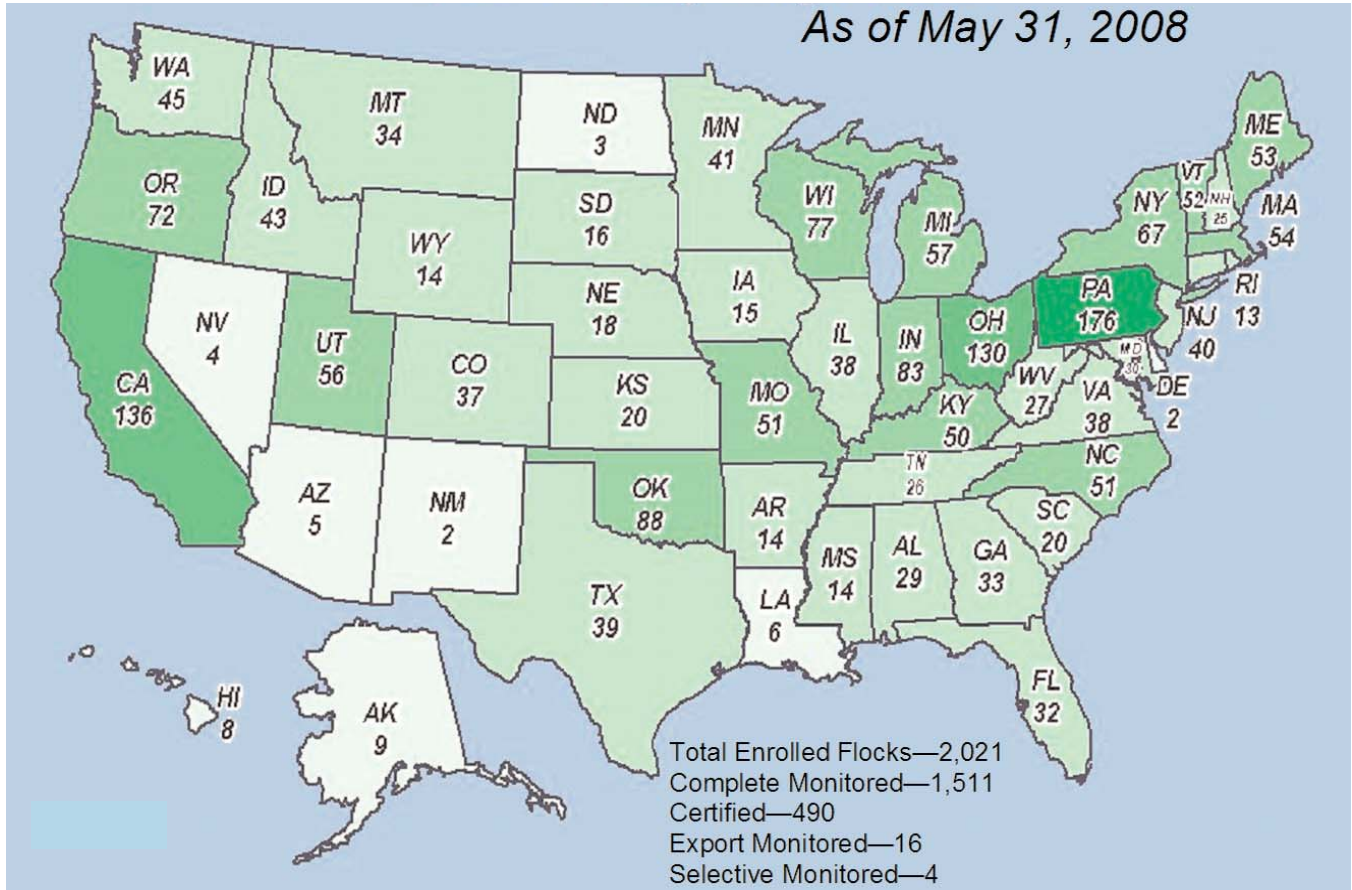 As of May 31, 2008
WA
45
MT
34
ND
3
MN
41
ME
53
OR
72
ID
43
SD
16
WI
77
MI
57
NY
67
VT
52
NH
25
MA
54
WY
14
IA
15
NE
18
PA
176
RI
13
NJ
40
NV
4
UT
56
CO
37
IL
38
IN
83
OH
130
MD
30
DE
2
WV
27
VA
38
CA
136
KS
20
MO
51
KY
50
NC
51
TN
26
AZ
5
NM
2
OK
88
AR
14
SC
20
MS
14
AL
29
GA
33
TX
39
LA
6
FL
32
HI
8
AK
9
Total Enrolled Flocks—2,021
Complete Monitored—1,511
Certified—490
Export Monitored—16
Selective Monitored—4